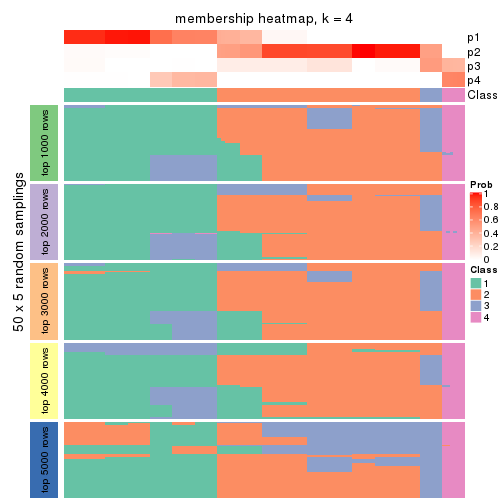 membership heatmap, k = 4
p1
p2
p3
p4
Class
50 x 5 random samplings
top 1000 rows
top 2000 rows
top 3000 rows
top 4000 rows
top 5000 rows
Prob
1
0.8
0.6
0.4
0.2
0
Class
1
2
3
4